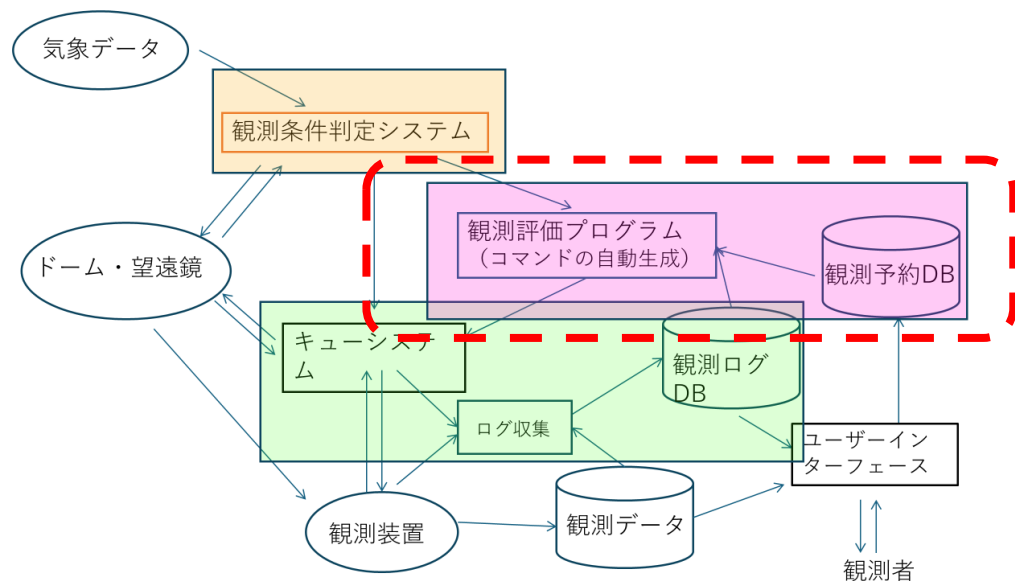 気象データ
観測条件判定システム
観測評価プログラム
（コマンドの自動生成）
観測予約DB
ドーム・望遠鏡
キューシステ
ム
観測ログ
DB
ログ収集
ユーザーイン
ターフェース
観測装置
観測データ
観測者